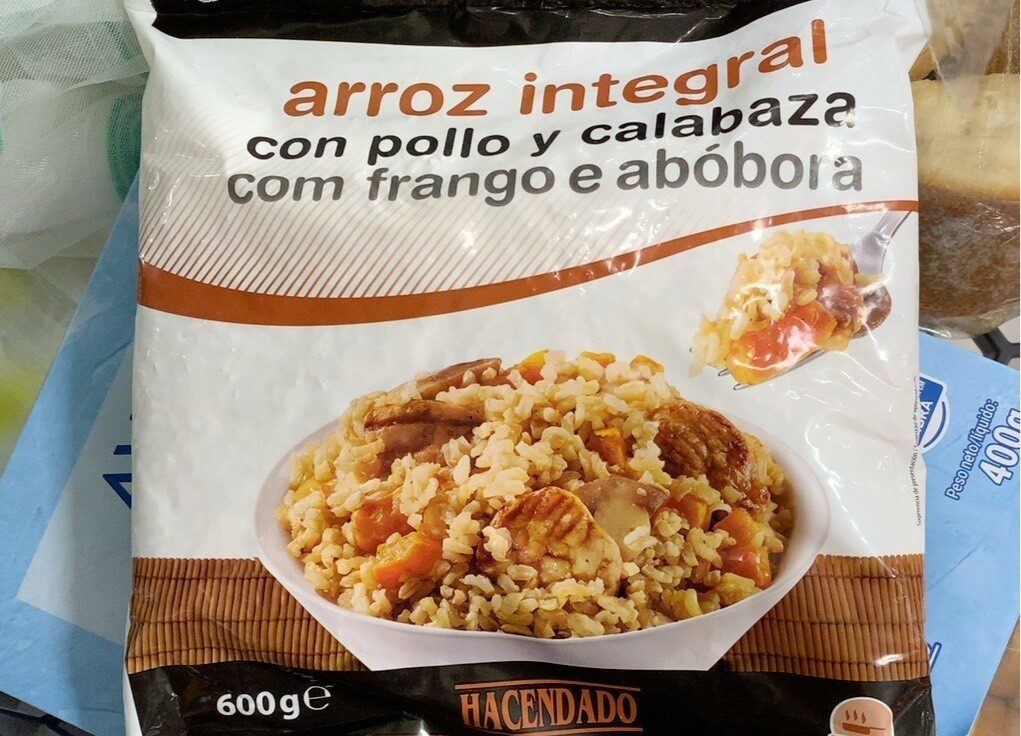 arroz integral
con pollo y calabaza
com frango e abóbora
Peso neto/líquido:
400g
600g e
HACENDADO